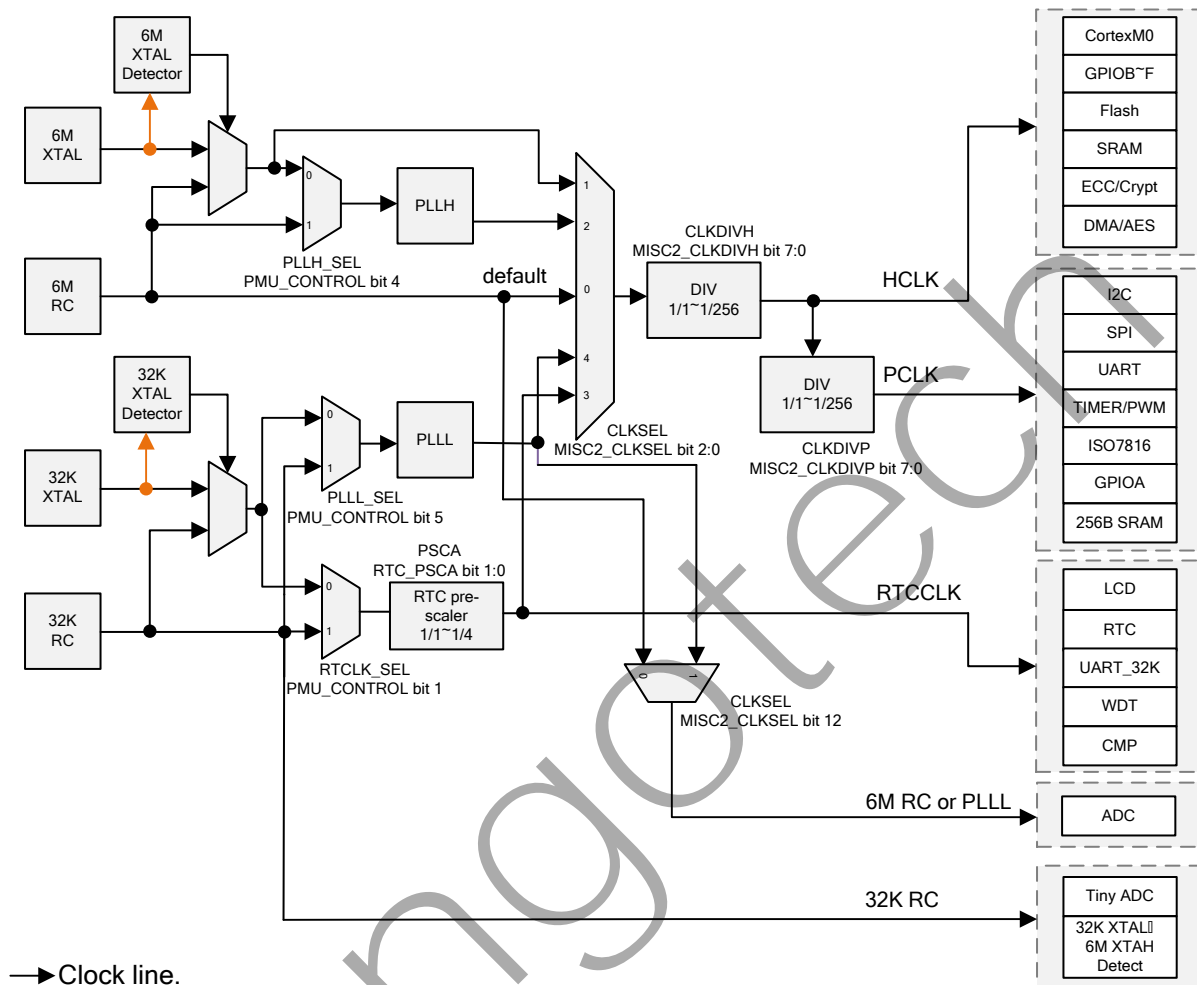 6M
XTAL
Detector
6M
XTAL
6M
RC
0
1
PLLH_SEL
PMU_CONTROL bit 4
PLLH
default
1
2
0
4
3
CLKSEL
MISC2_CLKSEL bit 2:0
CLKDIVH
MISC2_CLKDIVH bit 7:0
DIV
1/1~1/256
HCLK
DIV
1/1~1/256
PCLK
CLKDIVP
MISC2_CLKDIVP bit 7:0
32K
XTAL
Detector
32K
XTAL
32K
RC
0
1
PLLL_SEL
PMU_CONTROL bit 5
PLLL
PSCA
RTC_PSCA bit 1:0
0
1
RTC pre-
scaler
1/1~1/4
RTCLK_SEL
PMU_CONTROL bit 1
RTCCLK
0
1
CLKSEL
MISC2_CLKSEL bit 12
6M RC or PLLL
32K RC
CortexM0
GPIOB~F
Flash
SRAM
ECC/Crypt
DMA/AES
I2C
SPI
UART
TIMER/PWM
ISO7816
GPIOA
256B SRAM
LCD
RTC
UART_32K
WDT
CMP
ADC
Tiny ADC
32K XTAL
6M XTAH
Detect
Clock line.
ngotech